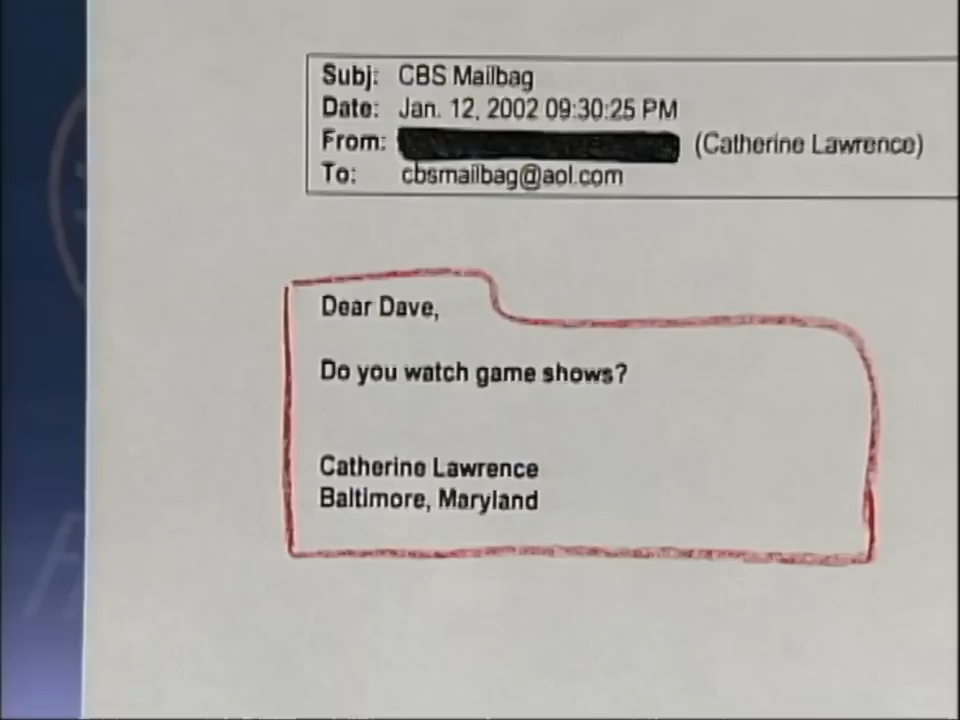 Subj: CBS Mailbag
Date: Jan. 12, 2002 09:30:25 PM
From: (Catherine Lawrence)
To: cbsmailbag@aol.com
Dear Dave,
Do you watch game shows?
Catherine Lawrence
Baltimore, Maryland